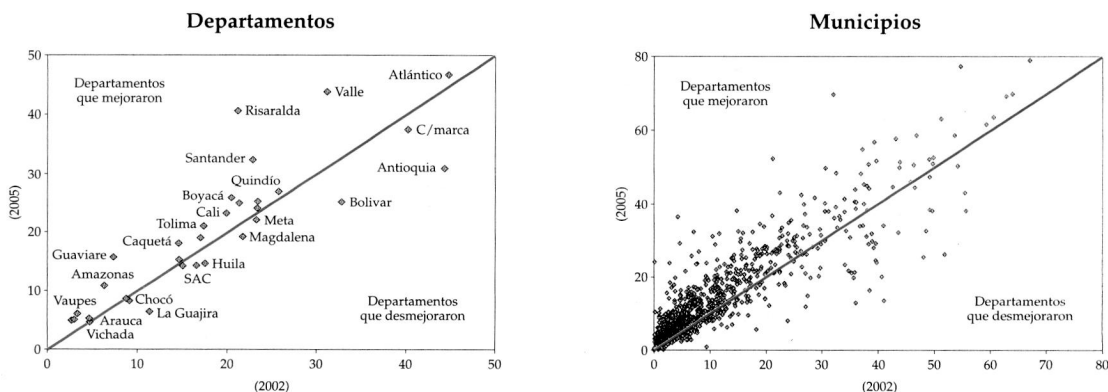 Departamentos
50
40
30
20
10
0
(2005)
Departamentos
que mejoraron
Atlántico
Valle
Risaralda
C/marca
Santander
Antioquia
Quindío
Boyacá
Bolivar
Cali
Tolima
Meta
Magdalena
Caquetá
Guaviare
Huila
SAC
Amazonas
Vaupes
Chocó
La Guajira
Arauca
Vichada
Departamentos
que desmejoraron
0 10 20 30 40 50
(2002)
Municipios
80
60
40
20
0
(2005)
Departamentos
que mejoraron
Departamentos
que desmejoraron
0 10 20 30 40 50 60 70 80
(2002)